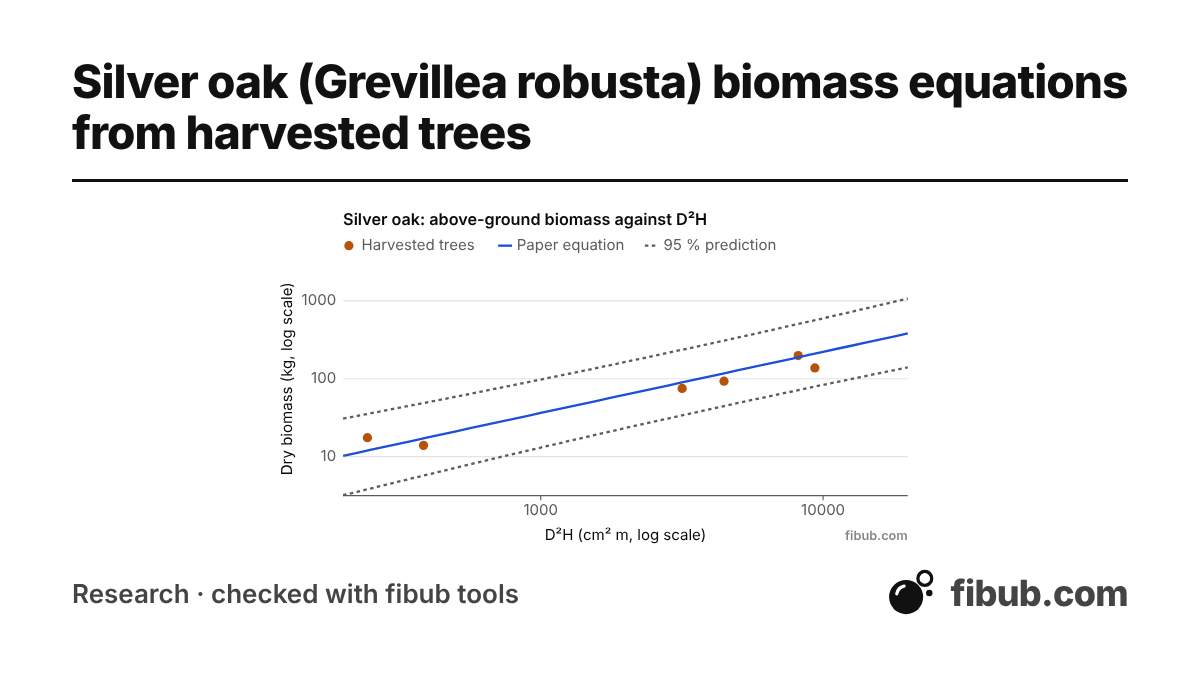 Silver oak (Grevillea robusta) biomass equations
from harvested trees
Silver oak: above-ground biomass against D²H
Harvested trees Paper equation 95 % prediction
Dry biomass (kg, log scale)
1000
100
10
1000 10000
D²H (cm² m, log scale)
fibub.com
Research · checked with fibub tools
fibub.com